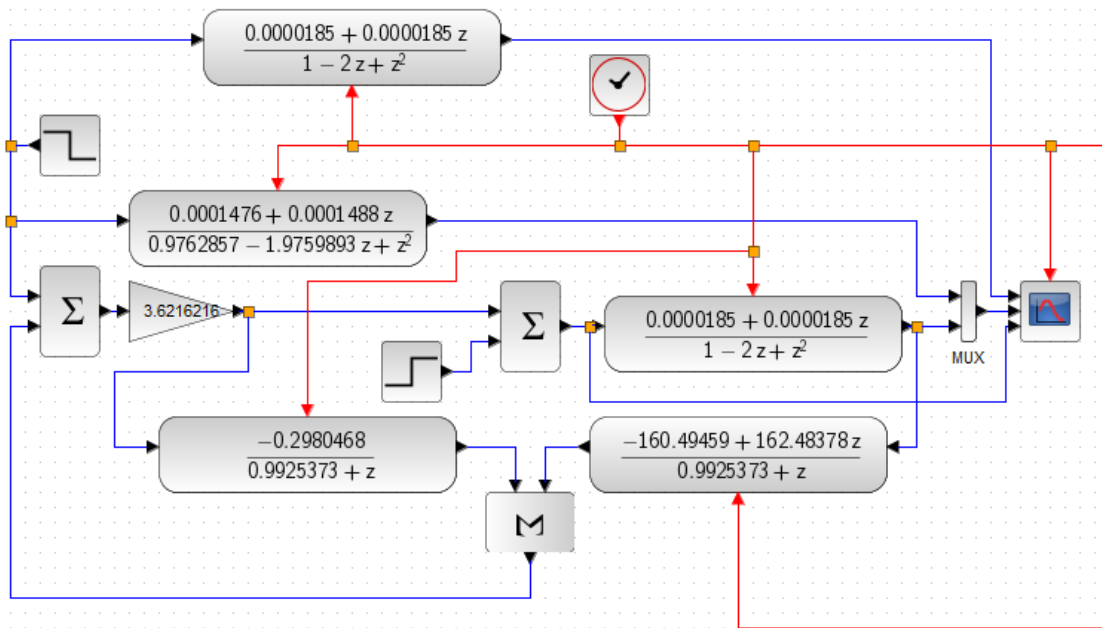 0.0000185 + 0.0000185 z
1 − 2 z + z²
0.0001476 + 0.0001488 z
0.9762857 − 1.9759893 z + z²
Σ
3.6216216
Σ
0.0000185 + 0.0000185 z
1 − 2 z + z²
MUX
−0.2980468
0.9925373 + z
−160.49459 + 162.48378 z
0.9925373 + z
Σ